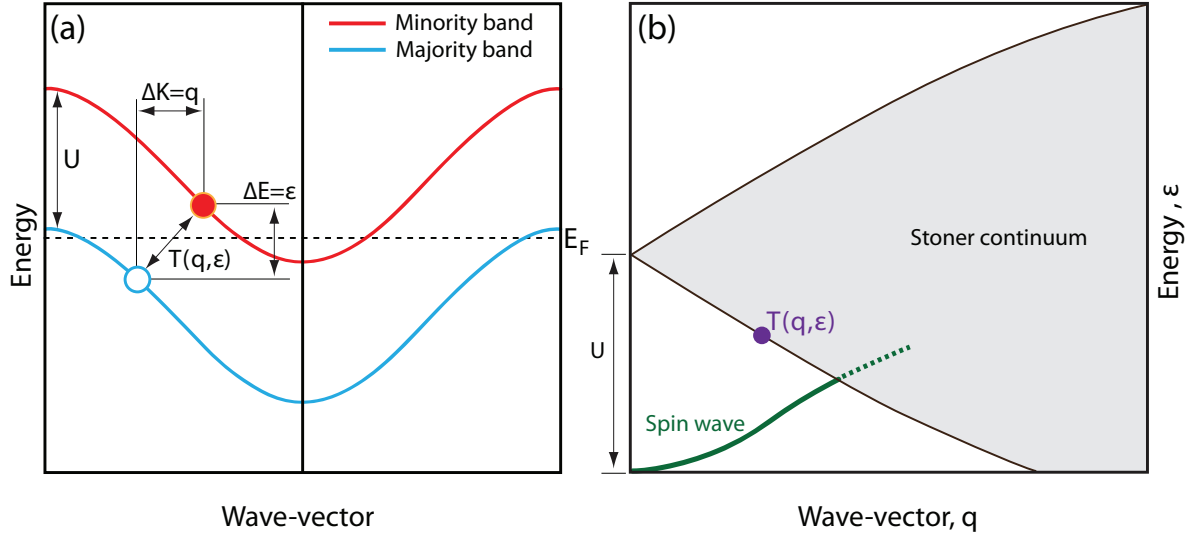 (a)
Minority band
Majority band
ΔK=q
U
ΔE=ε
T(q,ε)
E_F
Energy
Wave-vector
(b)
Stoner continuum
T(q,ε)
U
Spin wave
Energy, ε
Wave-vector, q